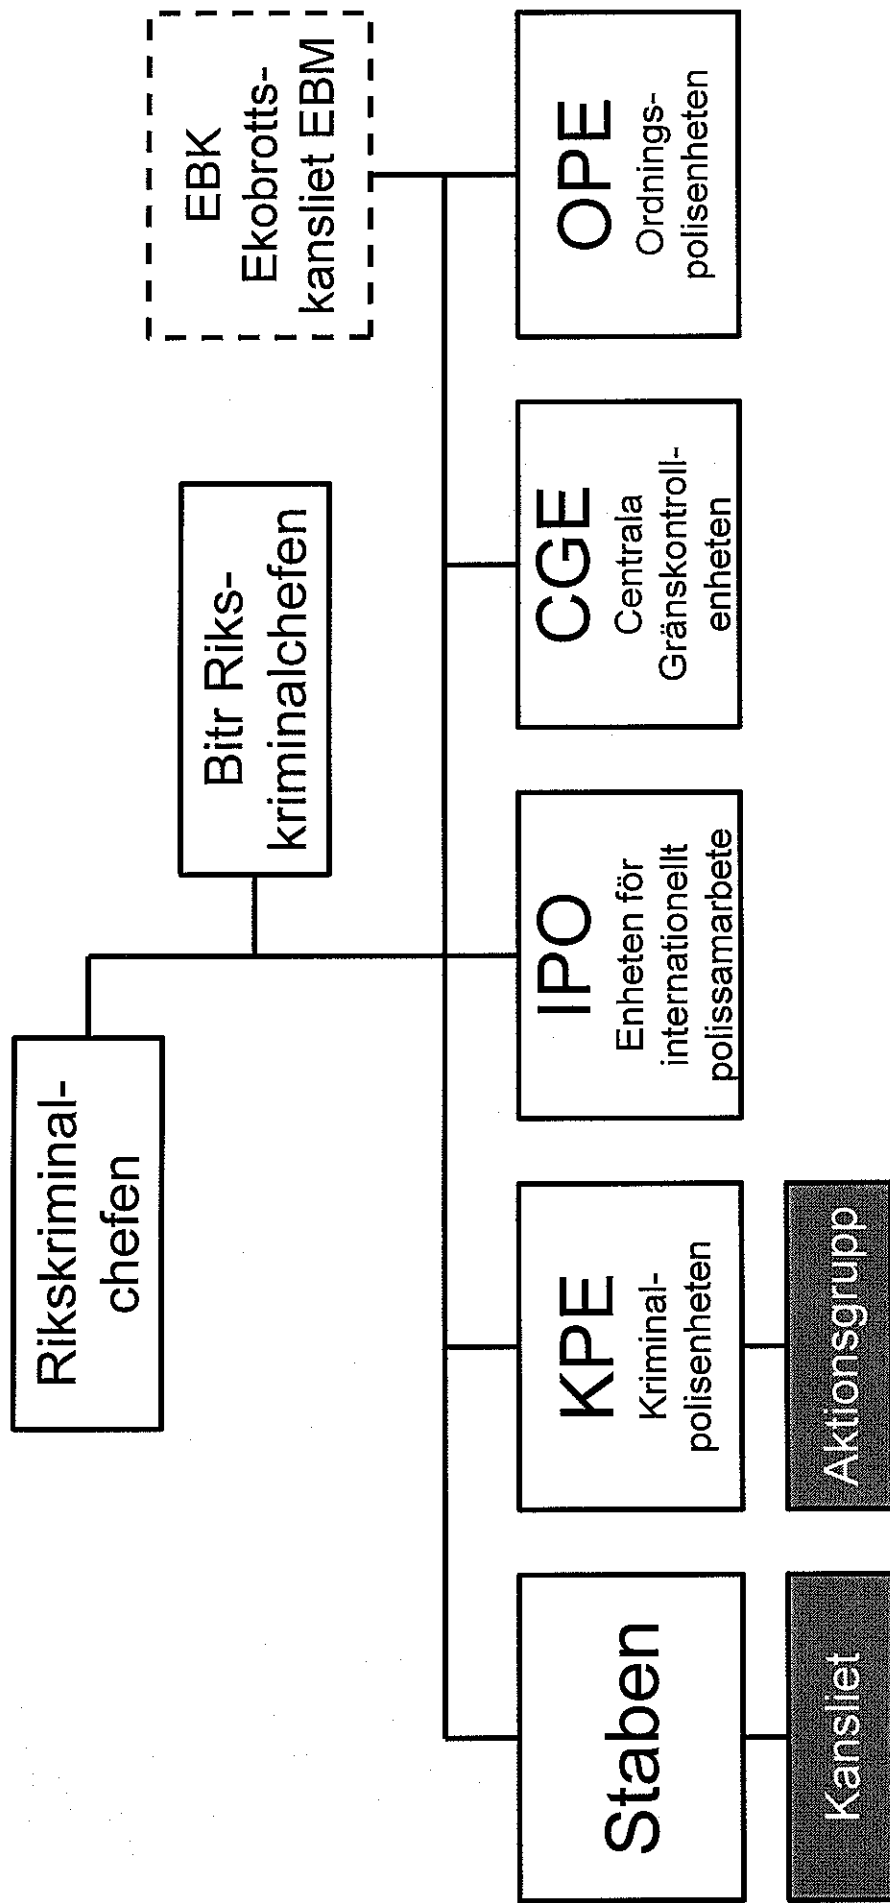 Rikskriminal-
chefen
Bitr Riks-
kriminalchefen
EBK
Ekobrotts-
kansliet EBM
Staben
KPE
Kriminal-
polisenheten
IPO
Enheten för
internationellt
polissamarbete
CGE
Centrala
Gränskontroll-
enheten
OPE
Ordnings-
polisenheten
Kansliet
Aktionsgrupp